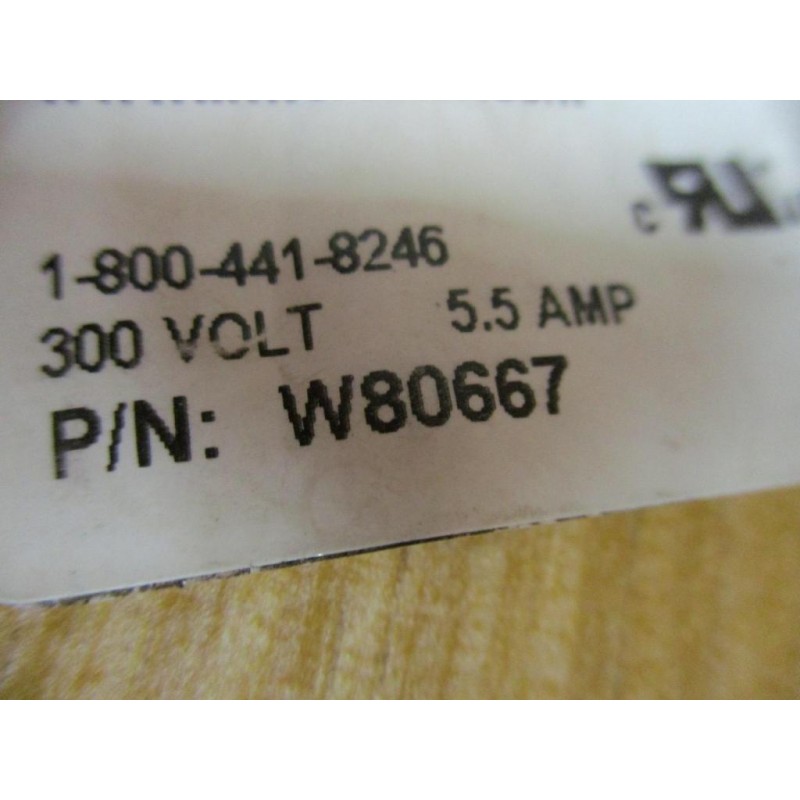 1-800-441-8246
300 VOLT 5.5 AMP
P/N: W80667